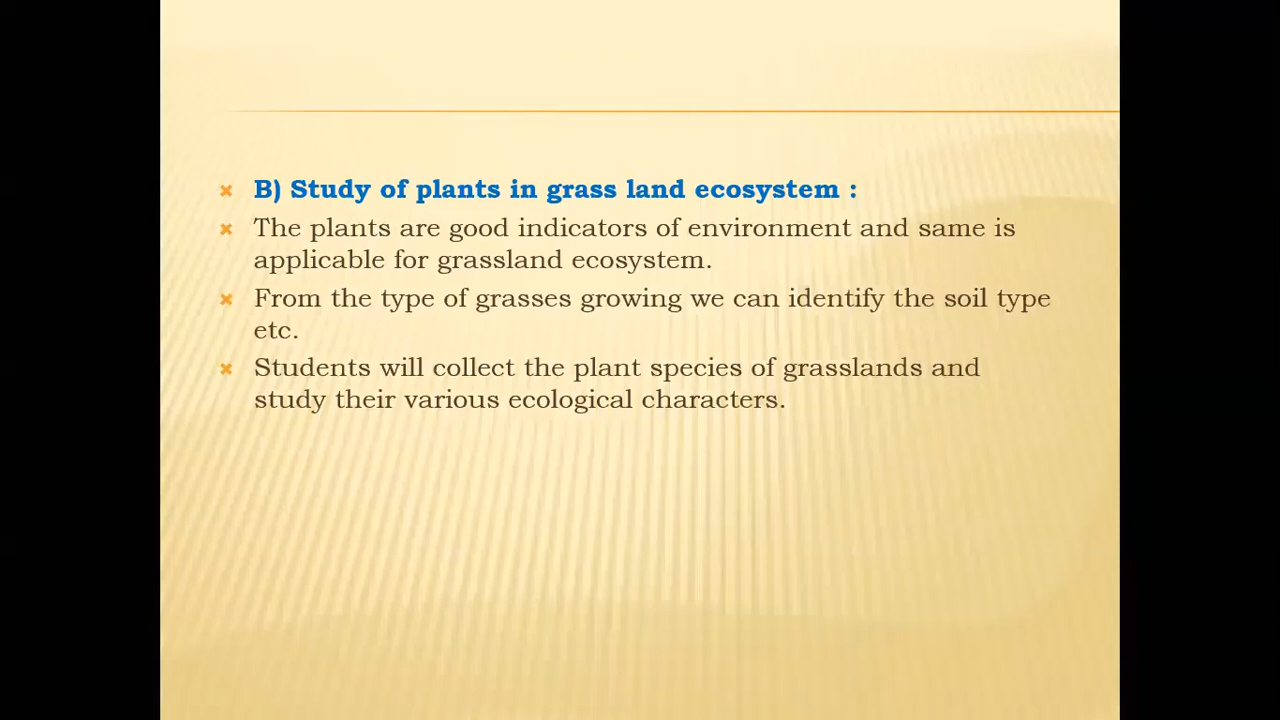 B) Study of plants in grass land ecosystem :
The plants are good indicators of environment and same is
applicable for grassland ecosystem.
From the type of grasses growing we can identify the soil type
etc.
Students will collect the plant species of grasslands and
study their various ecological characters.